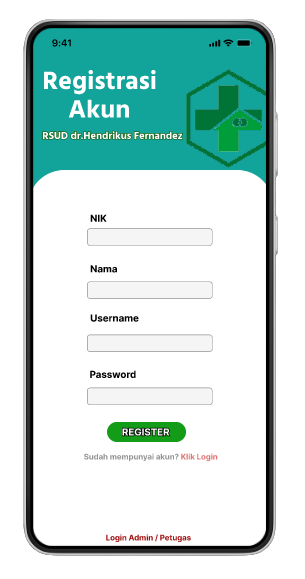 9:41
Registrasi
Akun
RSUD dr.Hendrikus Fernandez
NIK
Nama
Username
Password
REGISTER
Sudah mempunyai akun? Klik Login
Login Admin / Petugas